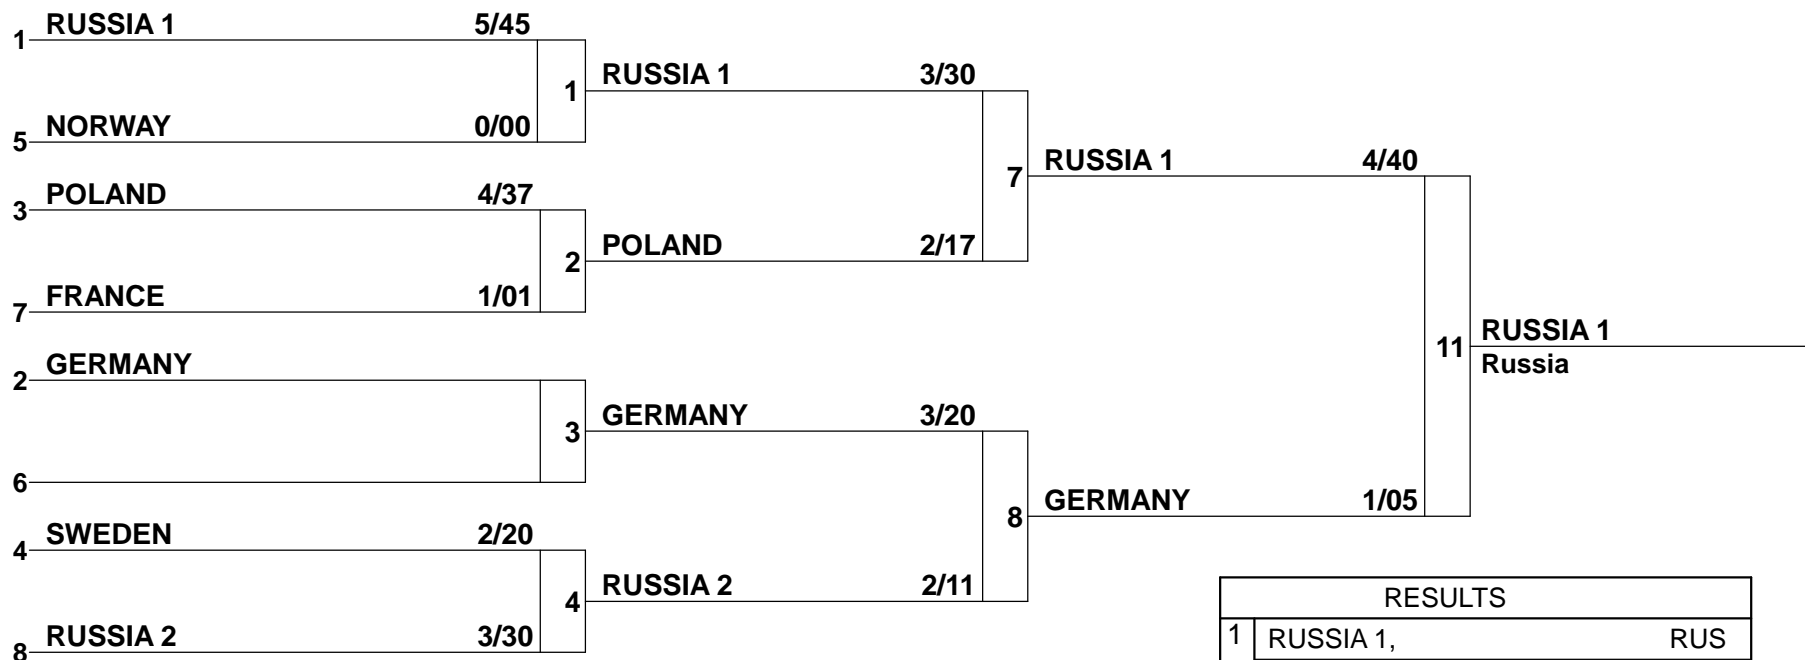 RUSSIA 1 5/45
1
RUSSIA 1 3/30
1
NORWAY 0/00
5
RUSSIA 1 4/40
7
POLAND 4/37
3
POLAND 2/17
2
FRANCE 1/01
7
RUSSIA 1
11
Russia
GERMANY
2
GERMANY 3/20
3
6
GERMANY 1/05
8
SWEDEN 2/20
4
RUSSIA 2 2/11
4
RUSSIA 2 3/30
8
RESULTS
1 RUSSIA 1, RUS